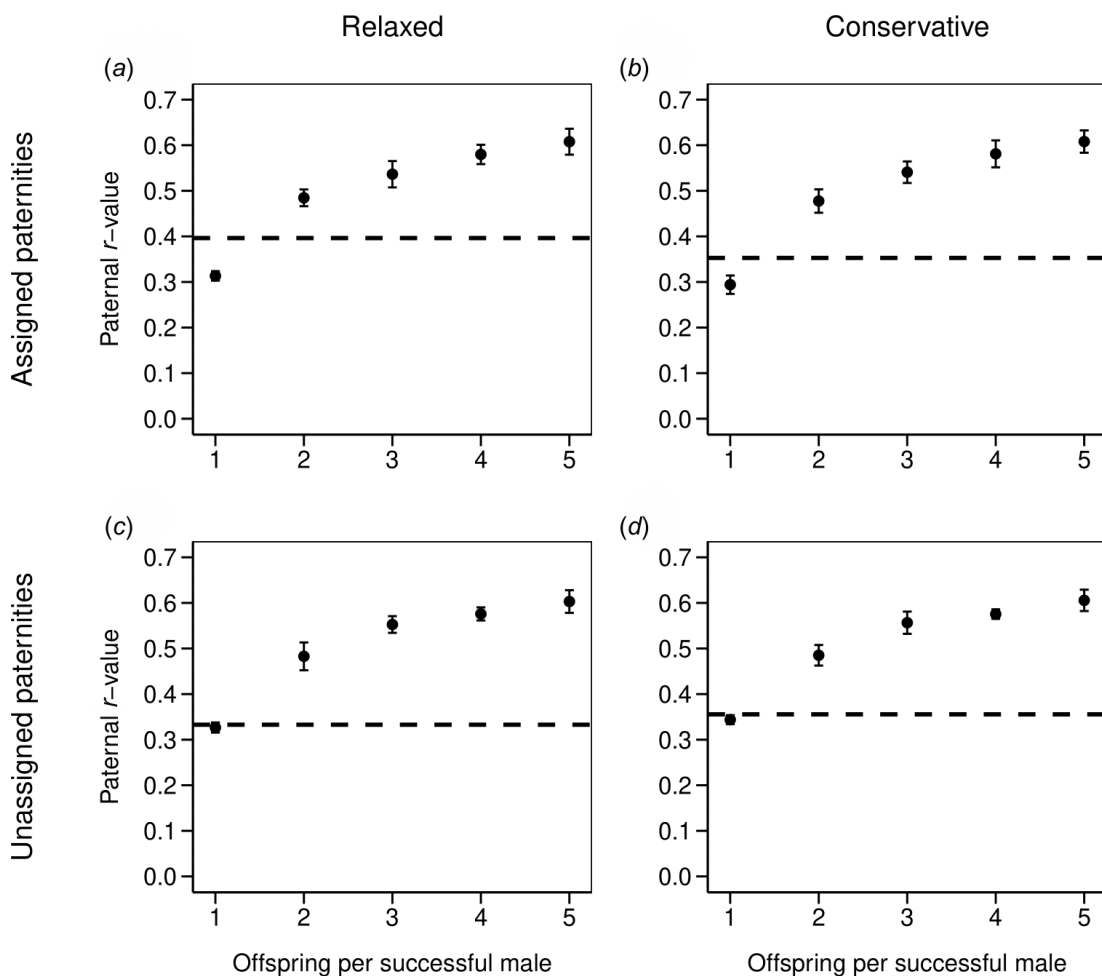 Relaxed
Conservative
(a)
(b)
Assigned paternities
Paternal r−value
0.7
0.6
0.5
0.4
0.3
0.2
0.1
0.0
1 2 3 4 5
0.7
0.6
0.5
0.4
0.3
0.2
0.1
0.0
1 2 3 4 5
(c)
(d)
Unassigned paternities
Paternal r−value
0.7
0.6
0.5
0.4
0.3
0.2
0.1
0.0
1 2 3 4 5
Offspring per successful male
0.7
0.6
0.5
0.4
0.3
0.2
0.1
0.0
1 2 3 4 5
Offspring per successful male